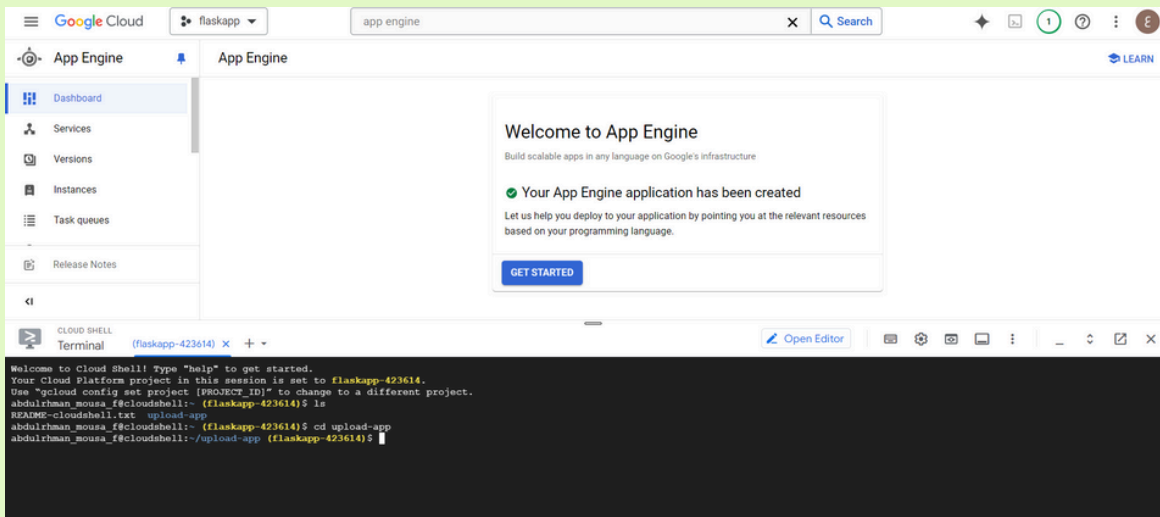 Google Cloud
flaskapp
app engine
Search
1
ع
App Engine
App Engine
LEARN
Dashboard
Services
Versions
Instances
Task queues
Release Notes
Welcome to App Engine
Build scalable apps in any language on Google's infrastructure
Your App Engine application has been created
Let us help you deploy to your application by pointing you at the relevant resources
based on your programming language.
GET STARTED
CLOUD SHELL
Terminal
(flaskapp-423614)
Open Editor
Welcome to Cloud Shell! Type "help" to get started.
Your Cloud Platform project in this session is set to flaskapp-423614.
Use "gcloud config set project [PROJECT_ID]" to change to a different project.
abdulrhman_mousa_f@cloudshell:~ (flaskapp-423614)$ ls
README-cloudshell.txt upload-app
abdulrhman_mousa_f@cloudshell:~ (flaskapp-423614)$ cd upload-app
abdulrhman_mousa_f@cloudshell:~/upload-app (flaskapp-423614)$